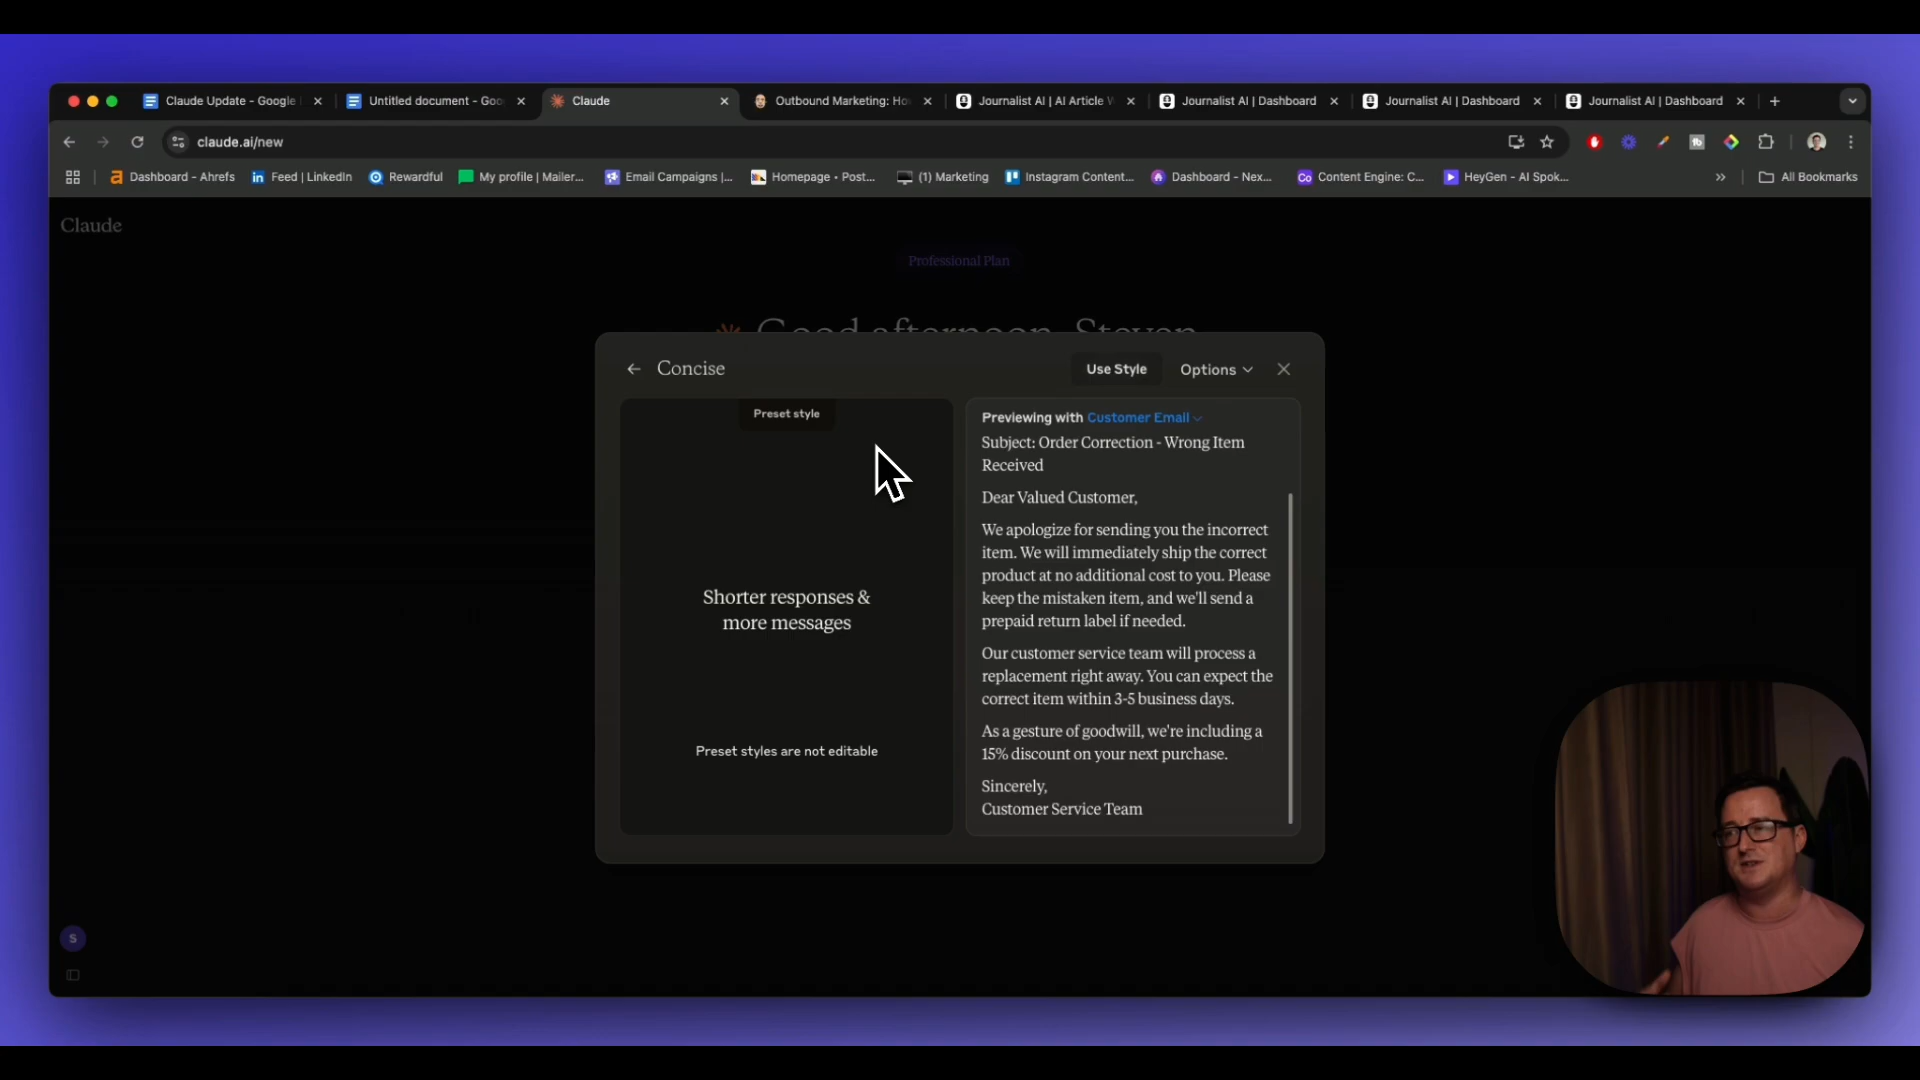 Claude Update - Google
Untitled document - Goo
Claude
Outbound Marketing: Ho
Journalist AI | AI Article W
Journalist AI | Dashboard
Journalist AI | Dashboard
Journalist AI | Dashboard
claude.ai/new
Dashboard - Ahrefs
Feed | LinkedIn
Rewardful
My profile | Mailer...
Email Campaigns |...
Homepage • Post...
(1) Marketing
Instagram Content...
Dashboard - Nex...
Content Engine: C...
HeyGen - AI Spok...
All Bookmarks
Claude
Professional Plan
Good afternoon, Steven
Concise
Use Style
Options
Preset style
Shorter responses &
more messages
Preset styles are not editable
Previewing with Customer Email
Subject: Order Correction - Wrong Item
Received
Dear Valued Customer,
We apologize for sending you the incorrect
item. We will immediately ship the correct
product at no additional cost to you. Please
keep the mistaken item, and we'll send a
prepaid return label if needed.
Our customer service team will process a
replacement right away. You can expect the
correct item within 3-5 business days.
As a gesture of goodwill, we're including a
15% discount on your next purchase.
Sincerely,
Customer Service Team
S